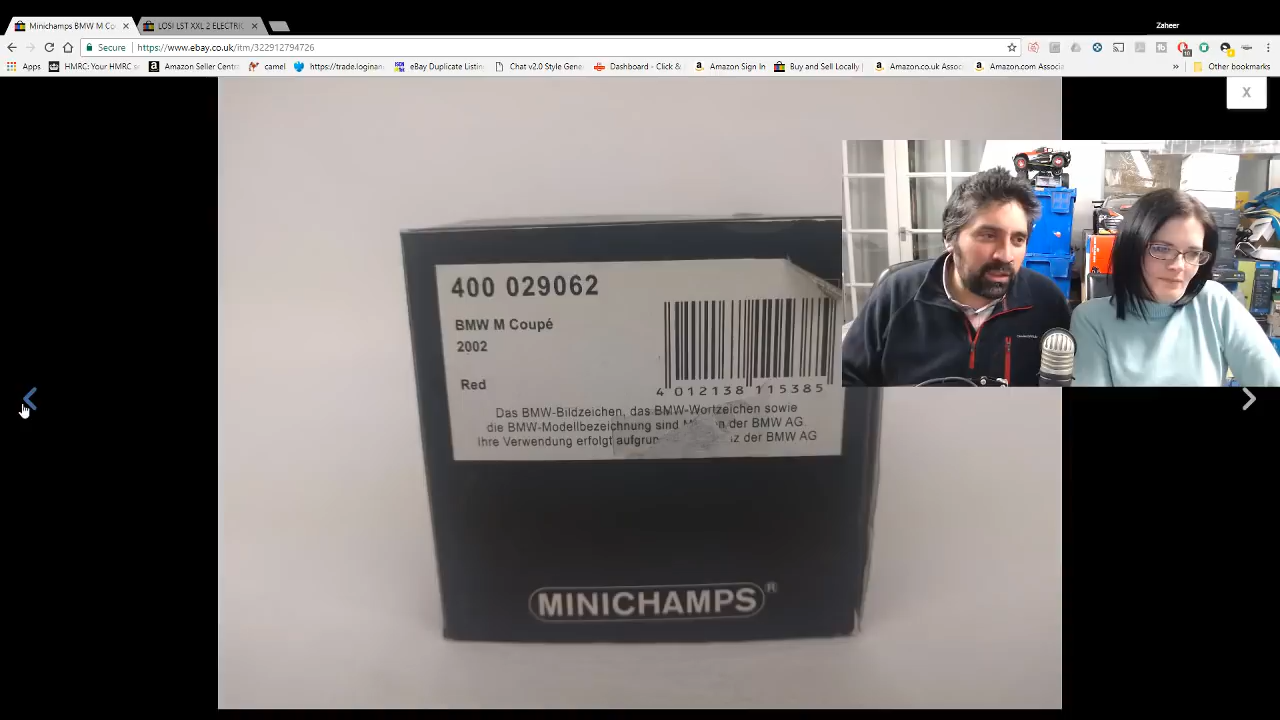 Zaheer
Minichamps BMW M Co
LOSI LST XXL 2 ELECTRIC
Secure
https://www.ebay.co.uk/itm/322912794726
Apps
HMRC: Your HMRC s
Amazon Seller Centr
camel
https://trade.loginan
eBay Duplicate Listin
Chat v2.0 Style Gene
Dashboard - Click &
Amazon Sign In
Buy and Sell Locally
Amazon.co.uk Assoc
Amazon.com Associa
»
Other bookmarks
X
400 029062
BMW M Coupé
2002
Red
4 012138 115385
Das BMW-Bildzeichen, das BMW-Wortzeichen sowie
die BMW-Modellbezeichnung sind der BMW AG
Ihre Verwendung erfolgt der BMW AG
MINICHAMPS®